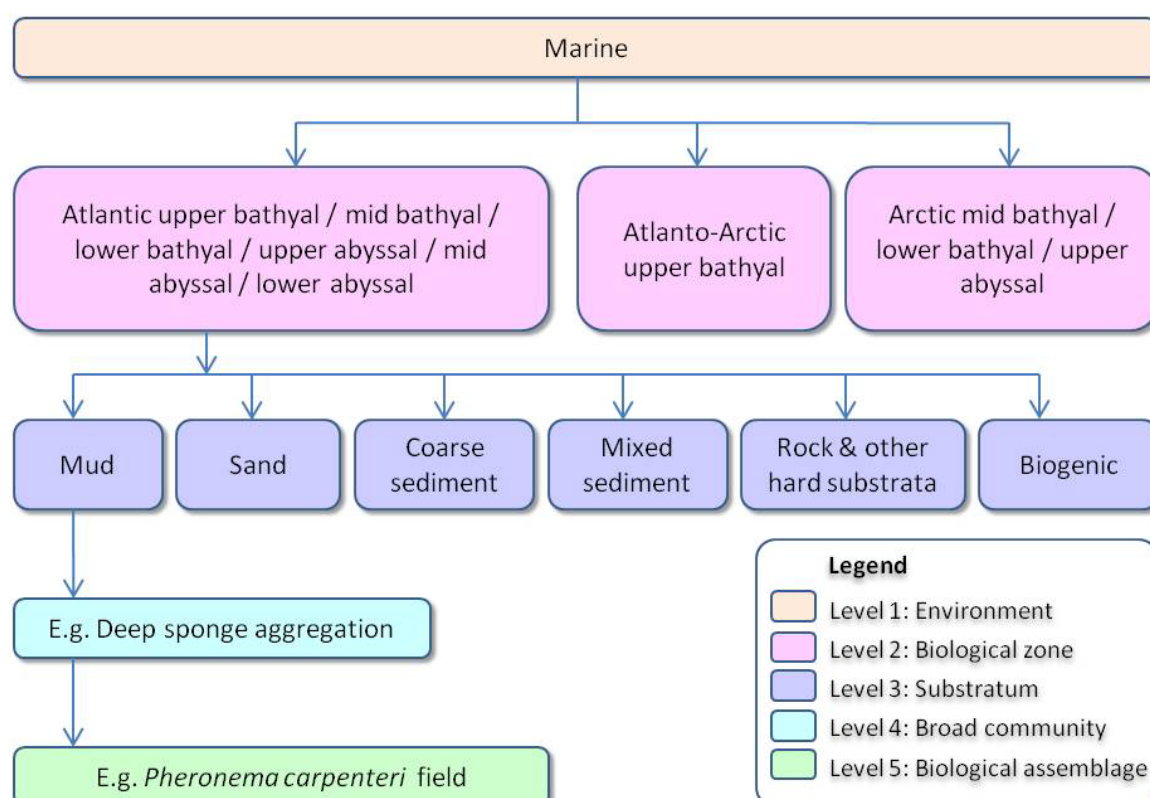 Marine
Atlantic upper bathyal / mid bathyal /
lower bathyal / upper abyssal / mid
abyssal / lower abyssal
Atlanto-Arctic
upper bathyal
Arctic mid bathyal /
lower bathyal / upper
abyssal
Mud
Sand
Coarse
sediment
Mixed
sediment
Rock & other
hard substrata
Biogenic
E.g. Deep sponge aggregation
E.g. Pheronema carpenteri field
Legend
Level 1: Environment
Level 2: Biological zone
Level 3: Substratum
Level 4: Broad community
Level 5: Biological assemblage